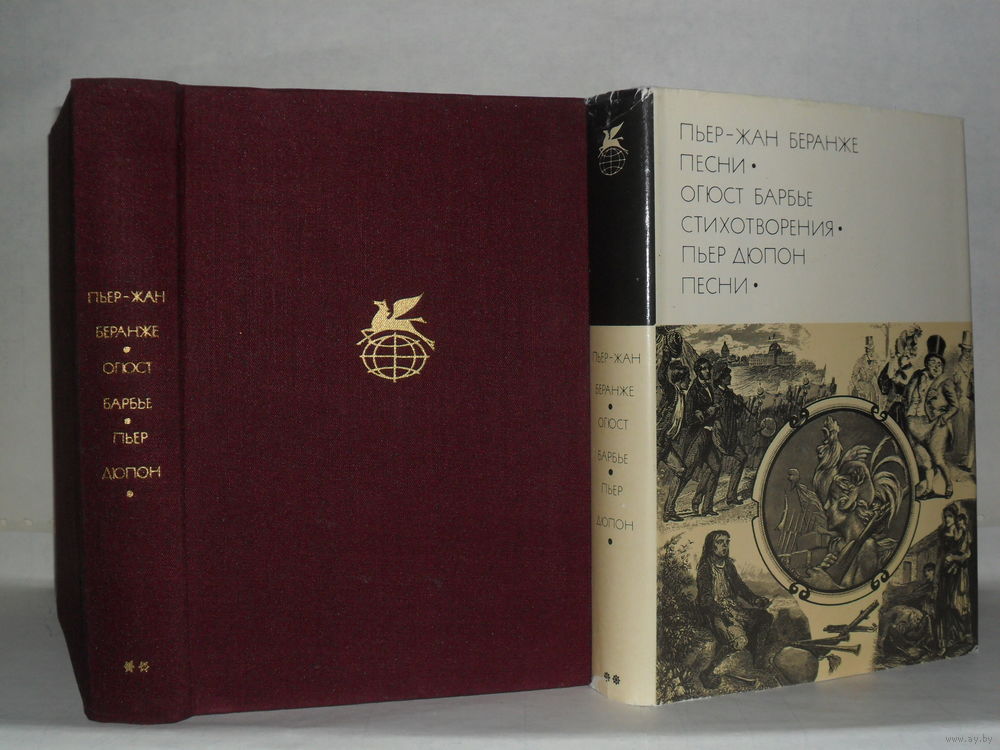 ПЬЕР-ЖАН
БЕРАНЖЕ
•
ОГЮСТ
БАРБЬЕ
•
ПЬЕР
ДЮПОН
•
**
ПЬЕР-ЖАН
БЕРАНЖЕ
•
ОГЮСТ
БАРБЬЕ
•
ПЬЕР
ДЮПОН
•
**
ПЬЕР-ЖАН БЕРАНЖЕ
ПЕСНИ•
ОГЮСТ БАРБЬЕ
СТИХОТВОРЕНИЯ•
ПЬЕР ДЮПОН
ПЕСНИ•
www.ay.by